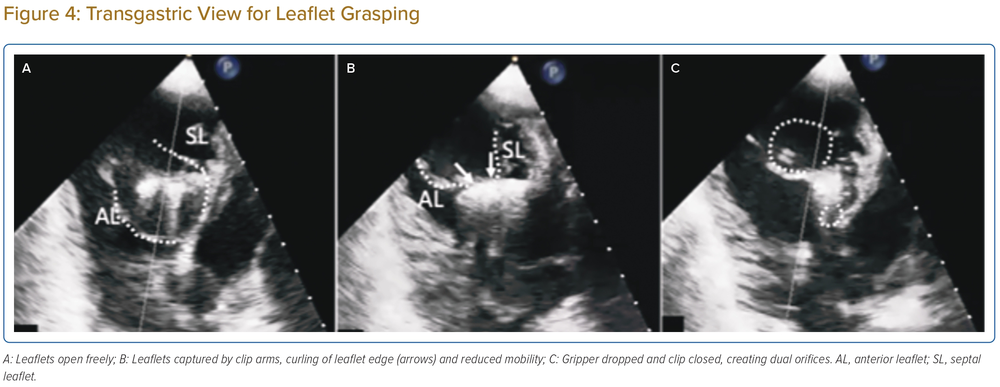 Figure 4: Transgastric View for Leaflet Grasping
A
P
SL
AL
B
P
SL
AL
C
P
A: Leaflets open freely; B: Leaflets captured by clip arms, curling of leaflet edge (arrows) and reduced mobility; C: Gripper dropped and clip closed, creating dual orifices. AL, anterior leaflet; SL, septal
leaflet.